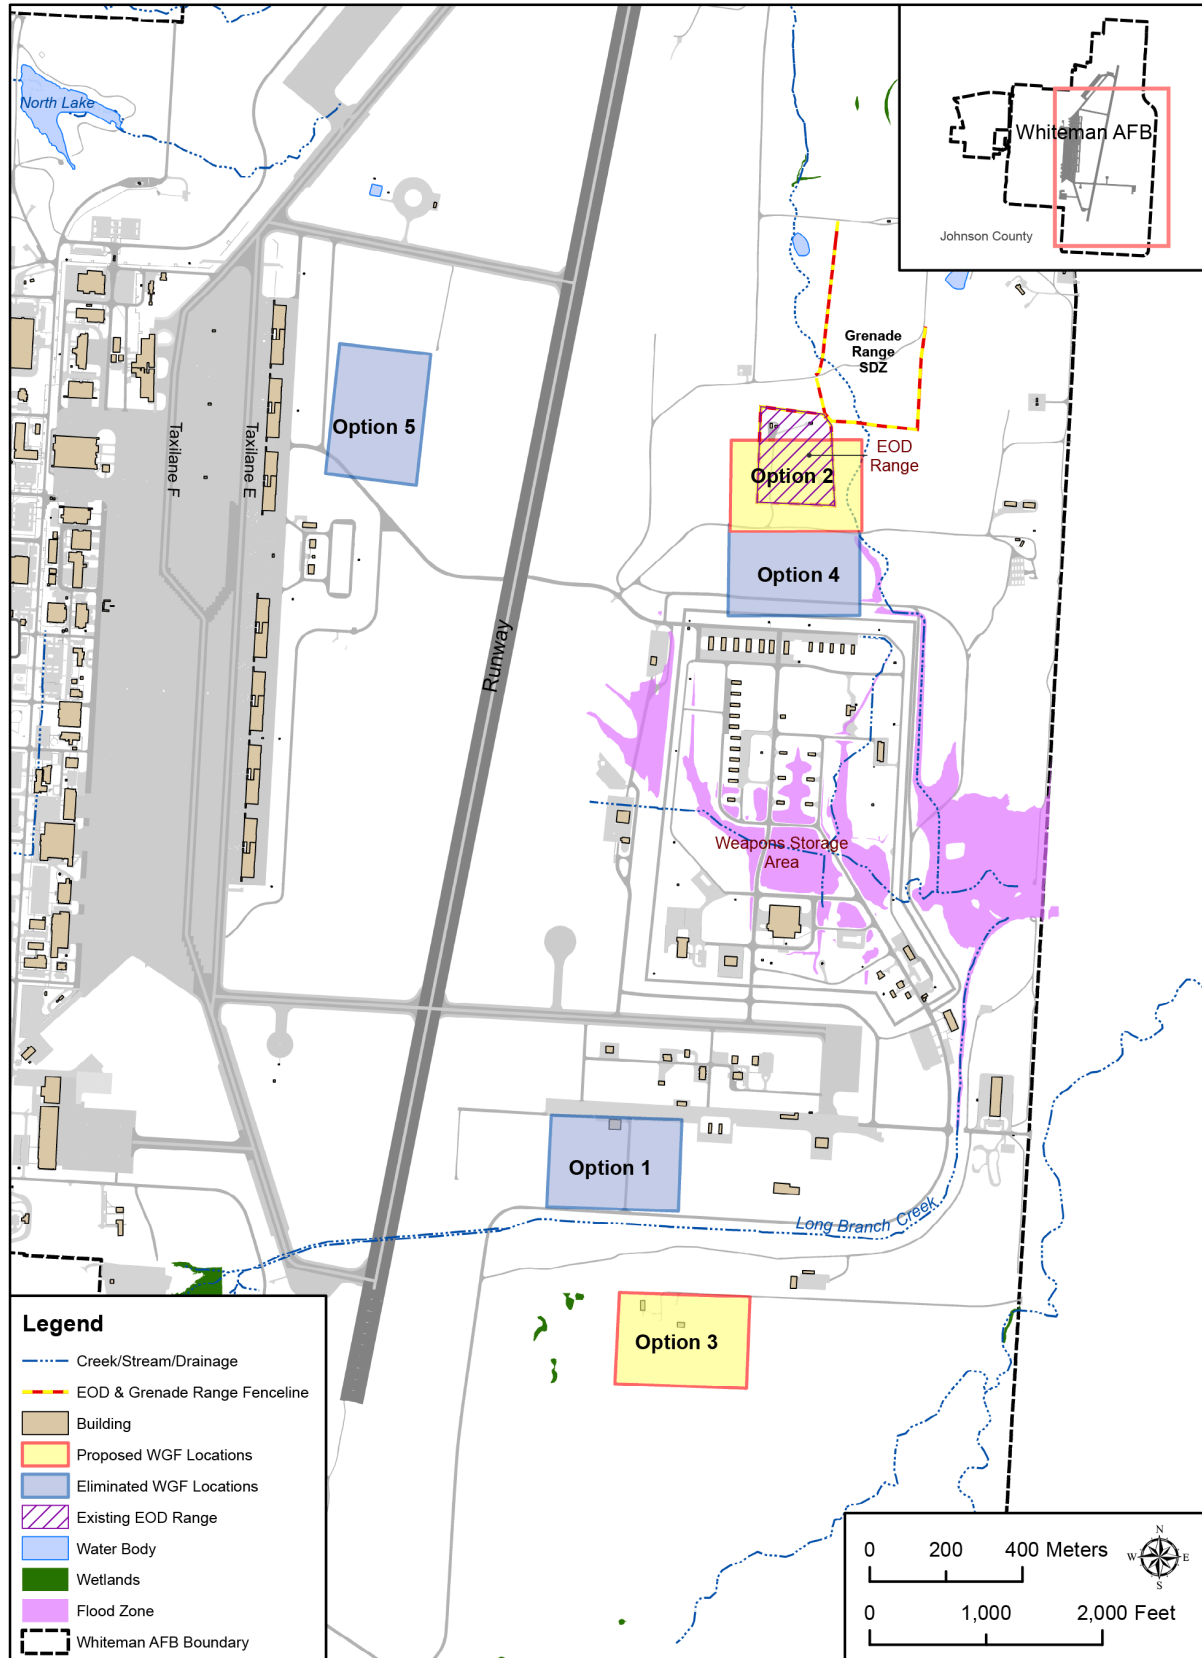 North Lake
Whiteman AFB
Johnson County
Grenade
Range
SDZ
Option 5
Taxilane F
Taxilane E
EOD
Range
Option 2
Option 4
Runway
Weapons Storage
Area
Option 1
Long Branch Creek
Option 3
Legend
Creek/Stream/Drainage
EOD & Grenade Range Fenceline
Building
Proposed WGF Locations
Eliminated WGF Locations
Existing EOD Range
Water Body
Wetlands
Flood Zone
Whiteman AFB Boundary
0 200 400 Meters
0 1,000 2,000 Feet
N
W E
S